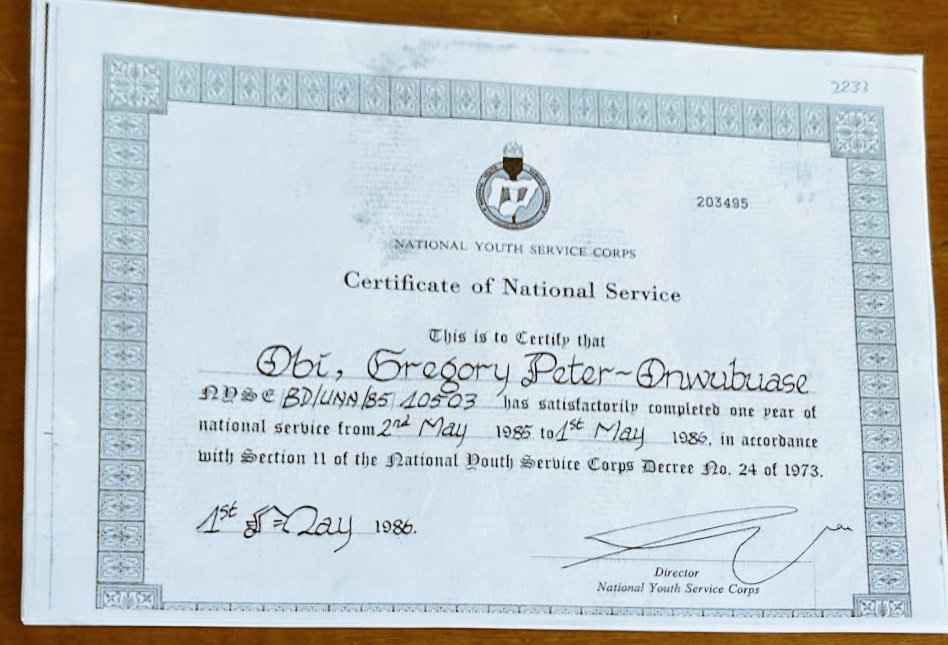 2233
203495
NATIONAL YOUTH SERVICE CORPS
Certificate of National Service
This is to Certify that
Obi, Gregory Peter-Onwubuase
NYSC BD/UNN/85/10503 has satisfactorily completed one year of
national service from 2nd May 1985 to 1st May 1986, in accordance
with Section 11 of the National Youth Service Corps Decree No. 24 of 1973.
1st May 1986.
Director
National Youth Service Corps